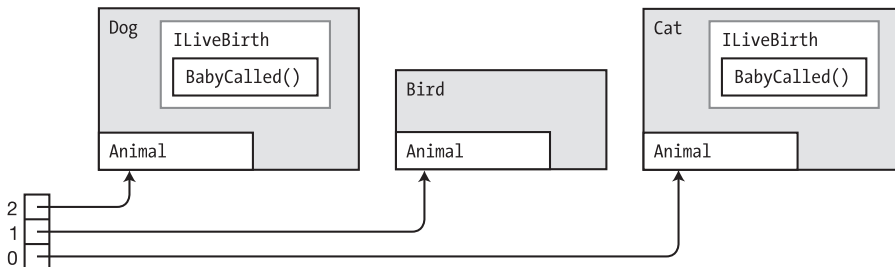 Dog
ILiveBirth
BabyCalled()
Animal
Bird
Animal
Cat
ILiveBirth
BabyCalled()
Animal
2
1
0